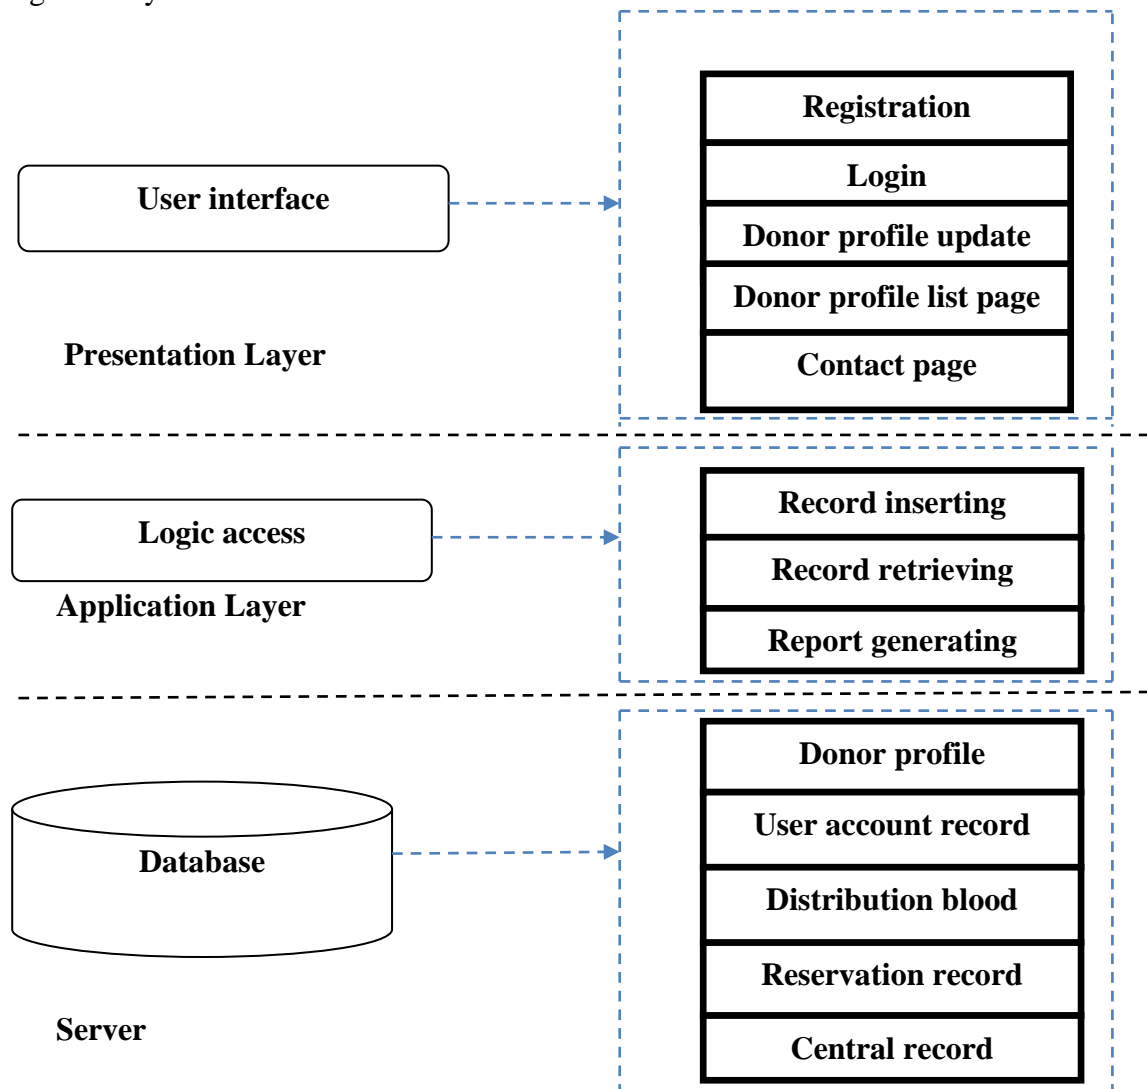 Registration
Login
User interface
Donor profile update
Donor profile list page
Presentation Layer
Contact page
Record inserting
Logic access
Record retrieving
Application Layer
Report generating
Donor profile
User account record
Database
Distribution blood
Reservation record
Server
Central record